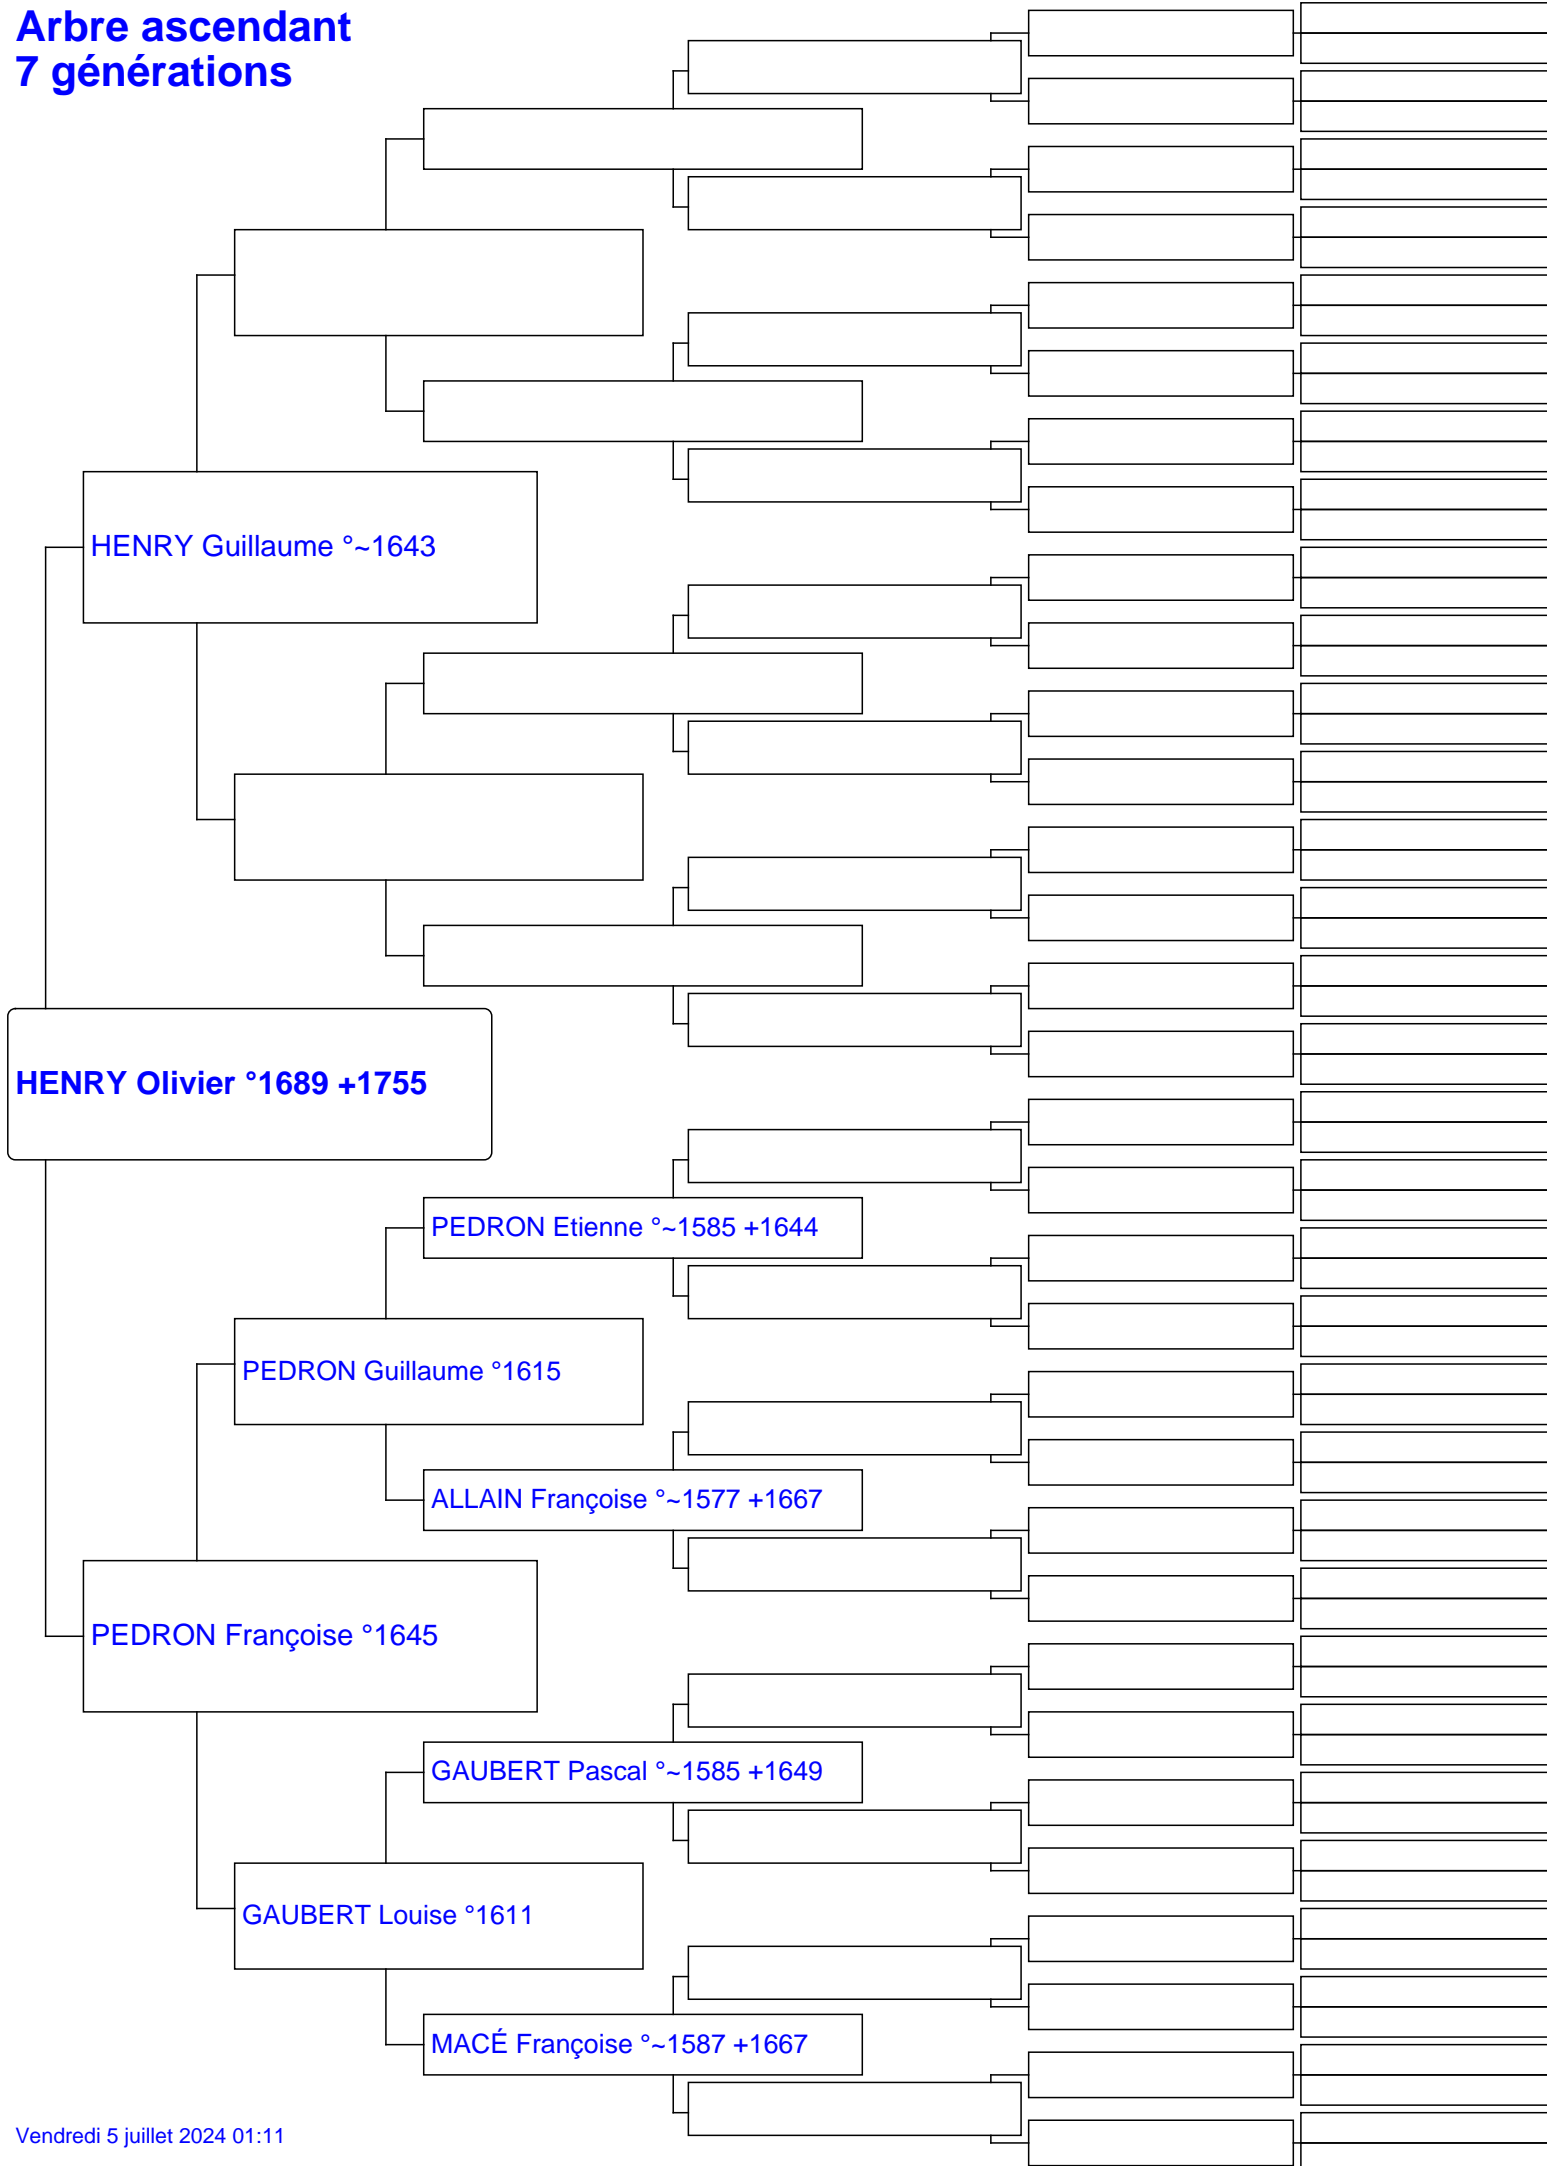 Arbre ascendant
7 générations
HENRY Guillaume °~1643
HENRY Olivier °1689 +1755
PEDRON Etienne °~1585 +1644
PEDRON Guillaume °1615
ALLAIN Françoise °~1577 +1667
PEDRON Françoise °1645
GAUBERT Pascal °~1585 +1649
GAUBERT Louise °1611
MACÉ Françoise °~1587 +1667
Vendredi 5 juillet 2024 01:11